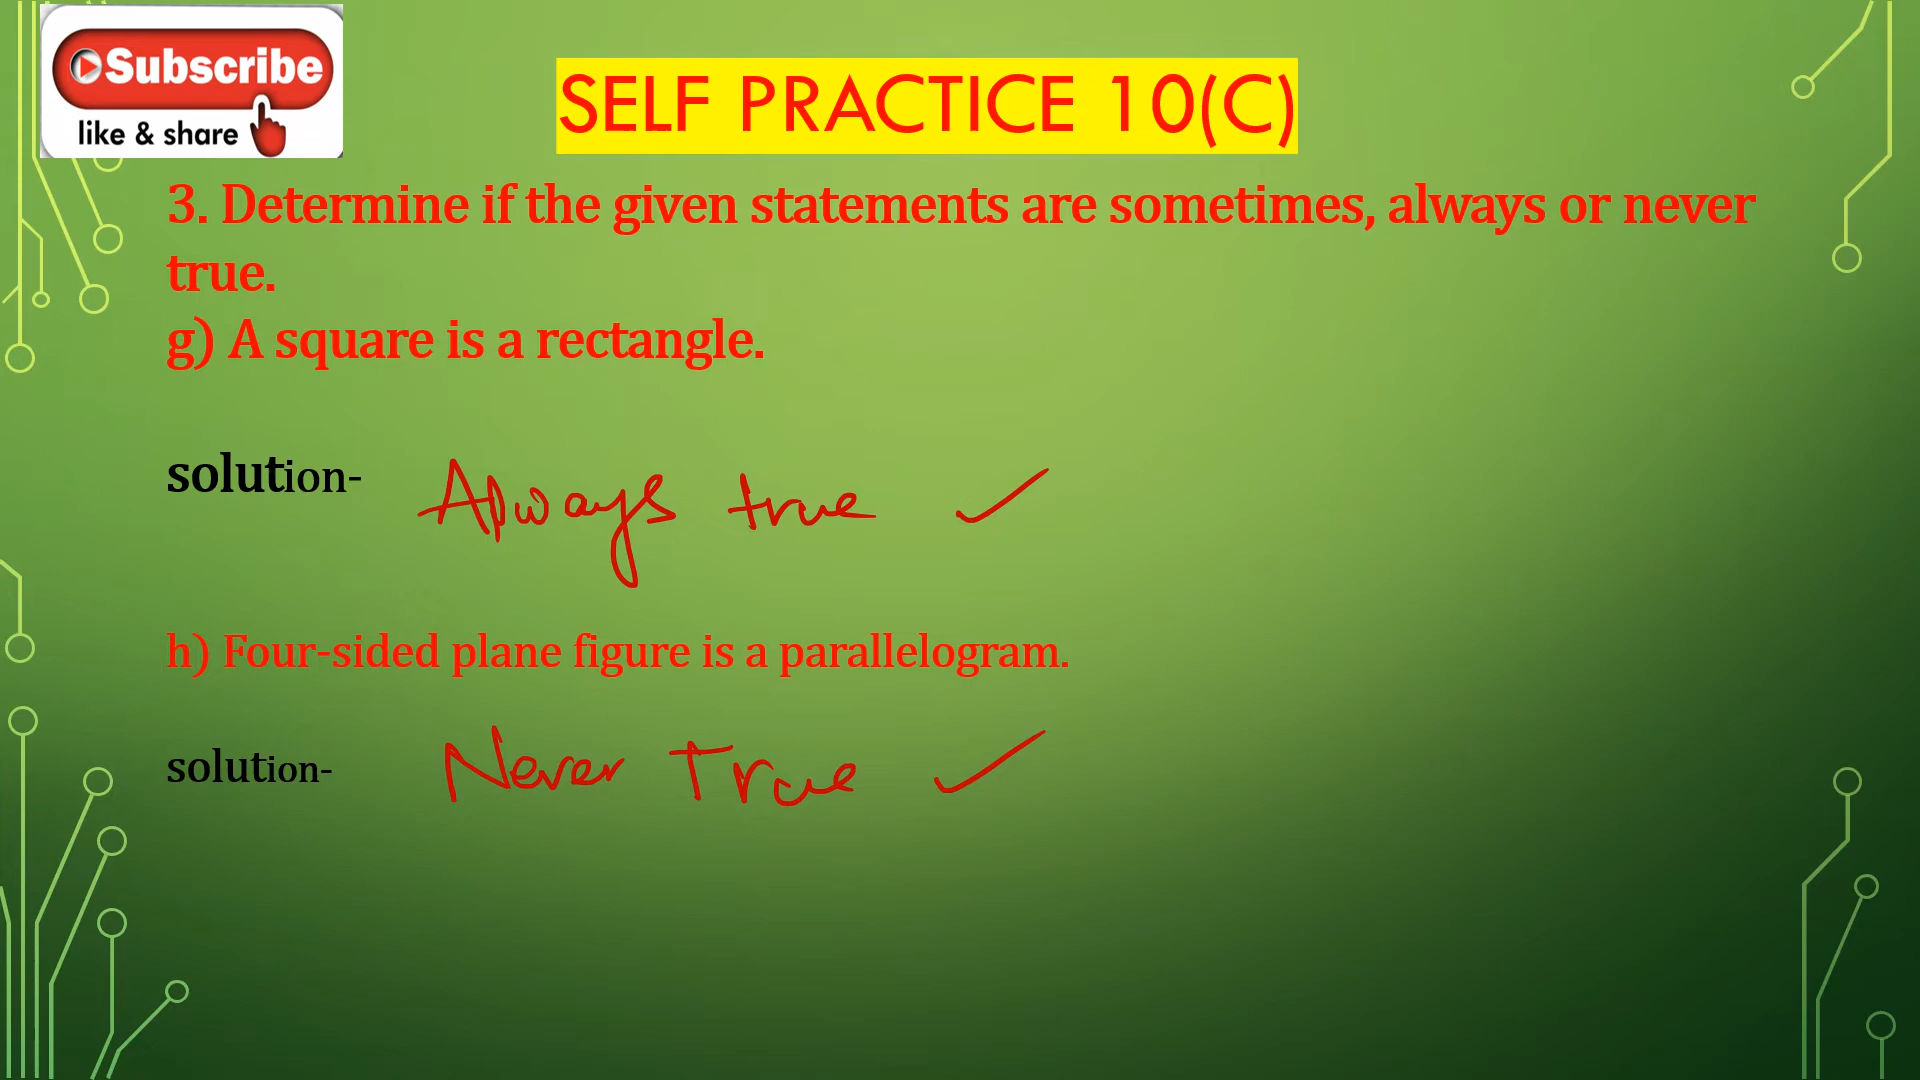 Subscribe
like & share
SELF PRACTICE 10(C)
3. Determine if the given statements are sometimes, always or never
true.
g) A square is a rectangle.
solution- Always true ✓
h) Four-sided plane figure is a parallelogram.
solution- Never True ✓